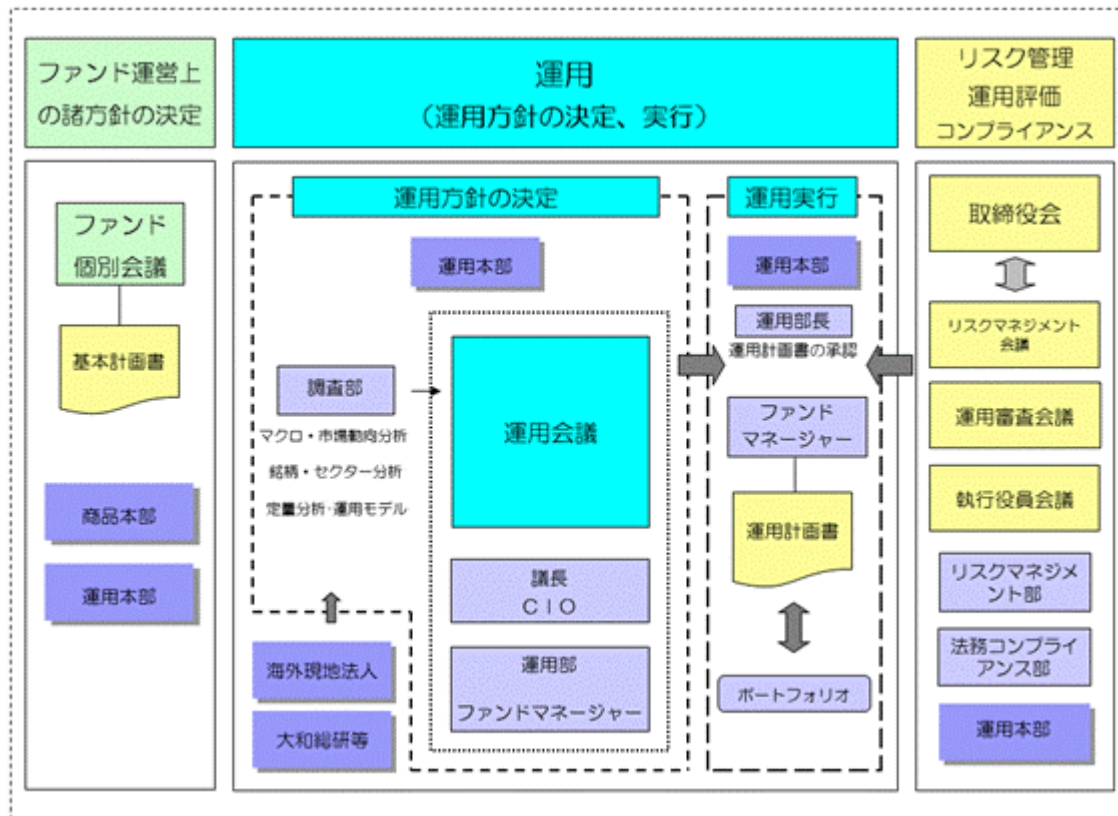 ファンド運営上
の諸方針の決定
ファンド
個別会議
基本計画書
商品本部
運用本部
運用
（運用方針の決定、実行）
運用方針の決定
運用本部
調査部
マクロ・市場動向分析
銘柄・セクター分析
定量分析・運用モデル
運用会議
議長
ＣＩＯ
運用部
ファンドマネージャー
海外現地法人
大和総研等
運用実行
運用本部
運用部長
運用計画書の承認
ファンド
マネージャー
運用計画書
ポートフォリオ
リスク管理
運用評価
コンプライアンス
取締役会
リスクマネジメント
会議
運用審査会議
執行役員会議
リスクマネジメ
ント部
法務コンプライ
アンス部
運用本部